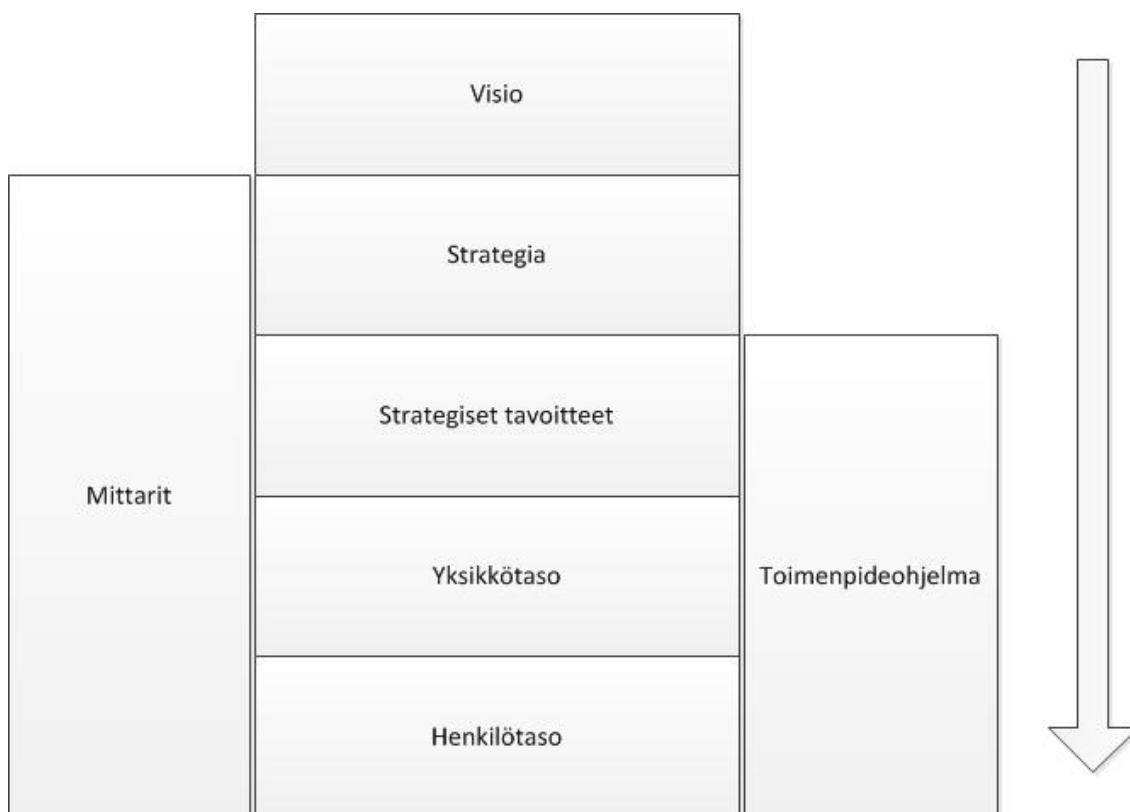 Visio
Strategia
Strategiset tavoitteet
Mittarit
Yksikkötaso
Toimenpideohjelma
Henkilötaso